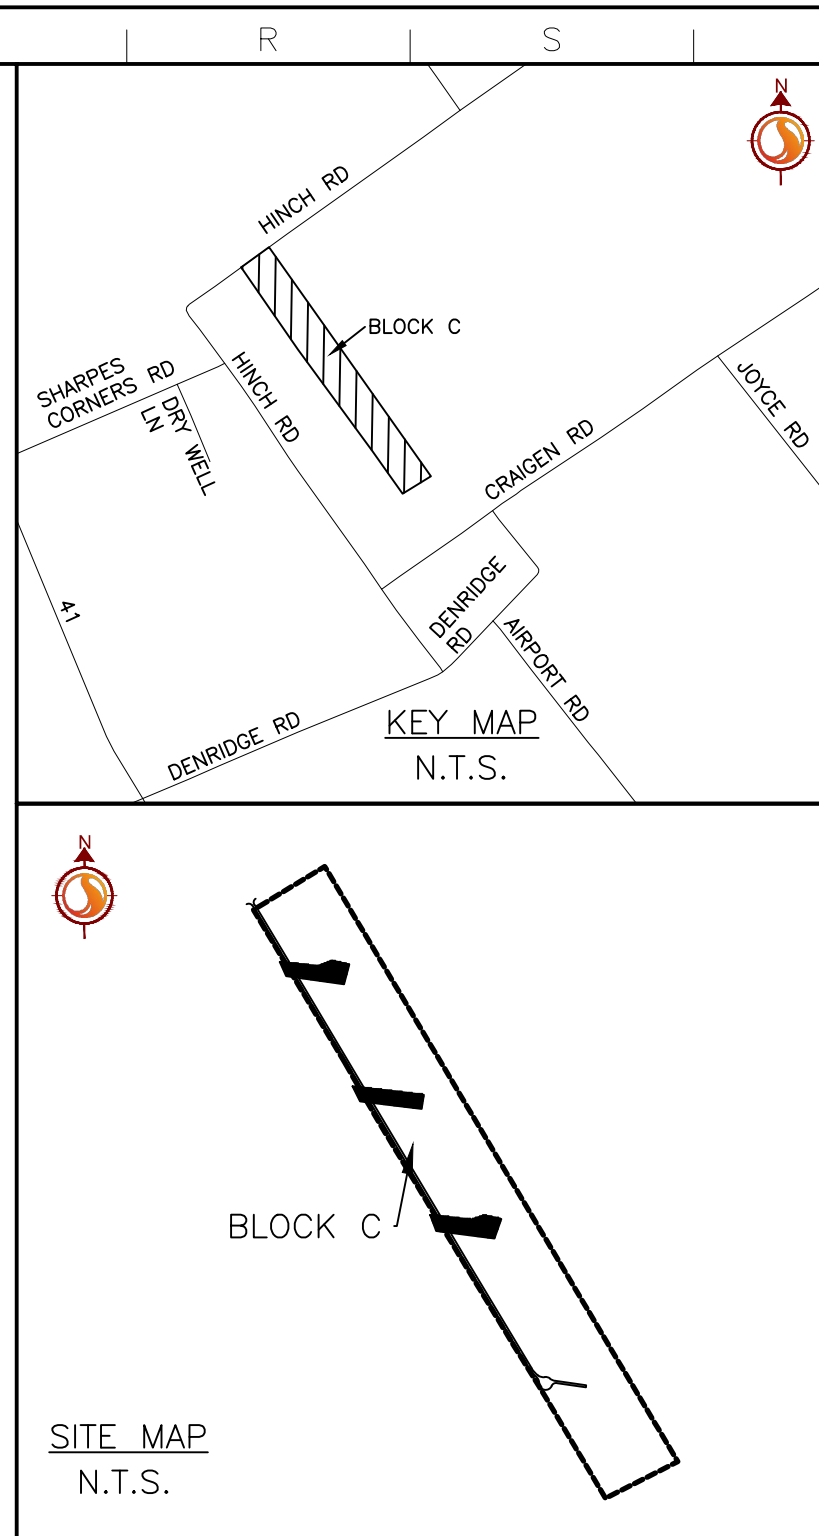 R
S
N
HINCH RD
BLOCK C
SHARPES
CORNERS RD
HINCH RD
DRY WELL
LN
JOYCE RD
CRAIGEN RD
41
DENRIDGE
RD
AIRPORT RD
DENRIDGE RD
KEY MAP
N.T.S.
N
BLOCK C
SITE MAP
N.T.S.